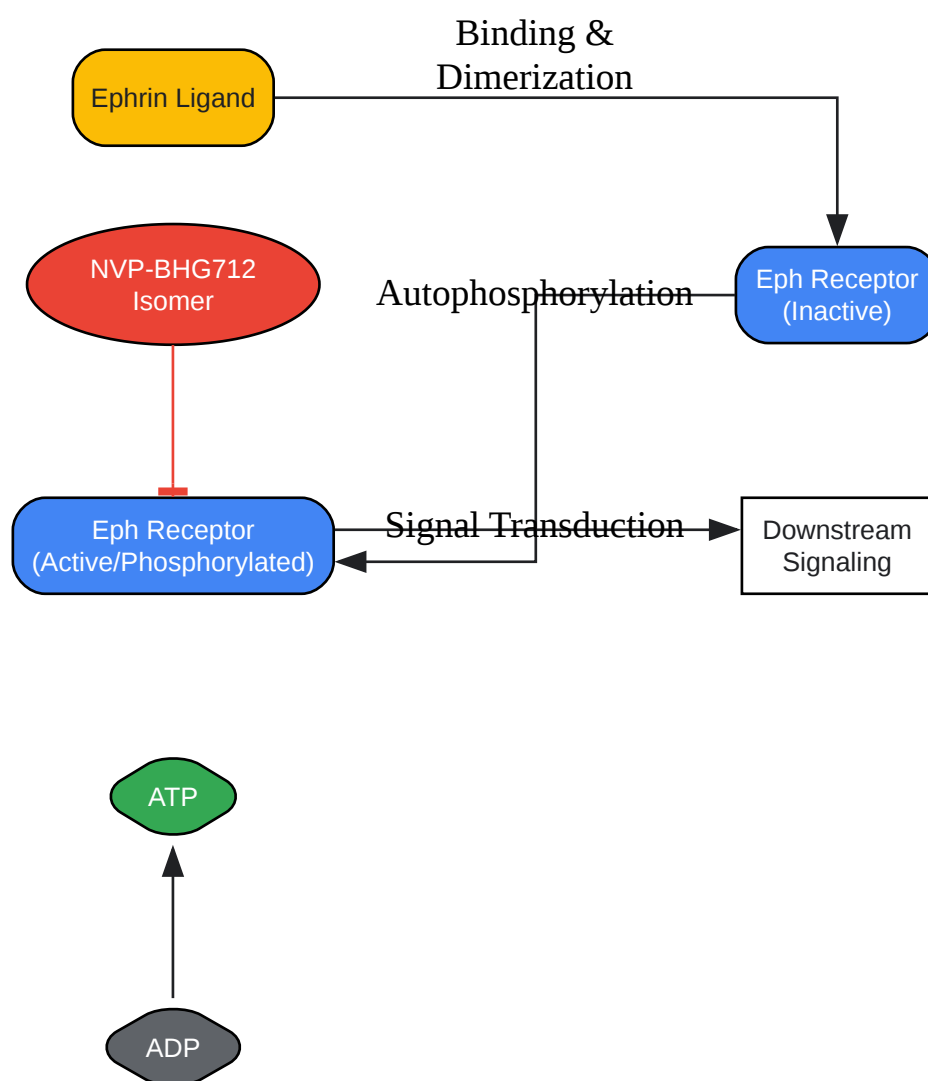 Binding &
Dimerization
Ephrin Ligand
NVP-BHG712
Isomer
Autophosphorylation
Eph Receptor
(Inactive)
Eph Receptor
(Active/Phosphorylated)
Signal Transduction
Downstream
Signaling
ATP
ADP